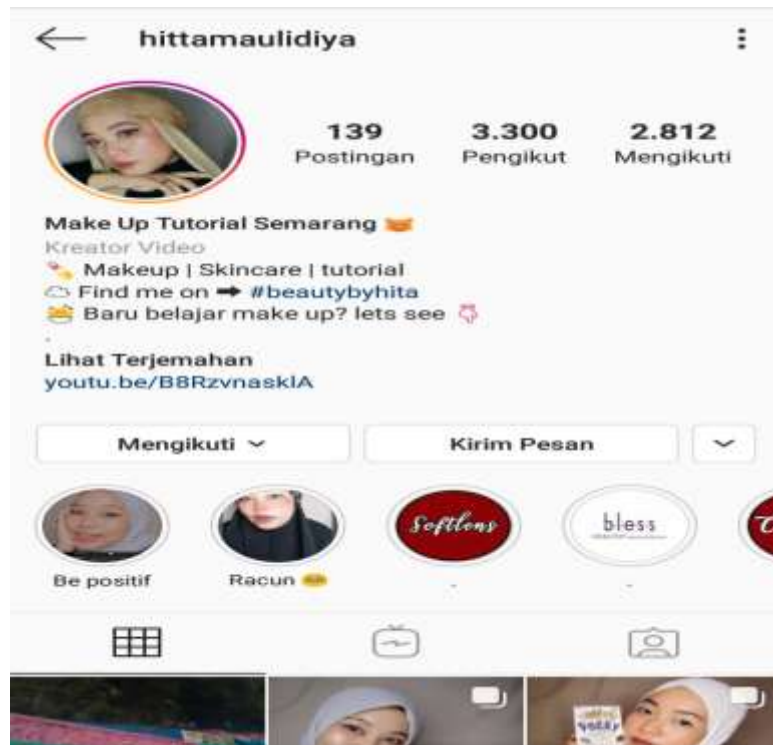 hittamaulidiya
139 3.300 2.812
Postingan Pengikut Mengikuti
Make Up Tutorial Semarang
Kreator Video
Makeup | Skincare | tutorial
Find me on ➡ #beautybyhita
Baru belajar make up? lets see
.
Lihat Terjemahan
youtu.be/B8RzvnasklA
Mengikuti Kirim Pesan
Softlens bless
Be positif Racun - -